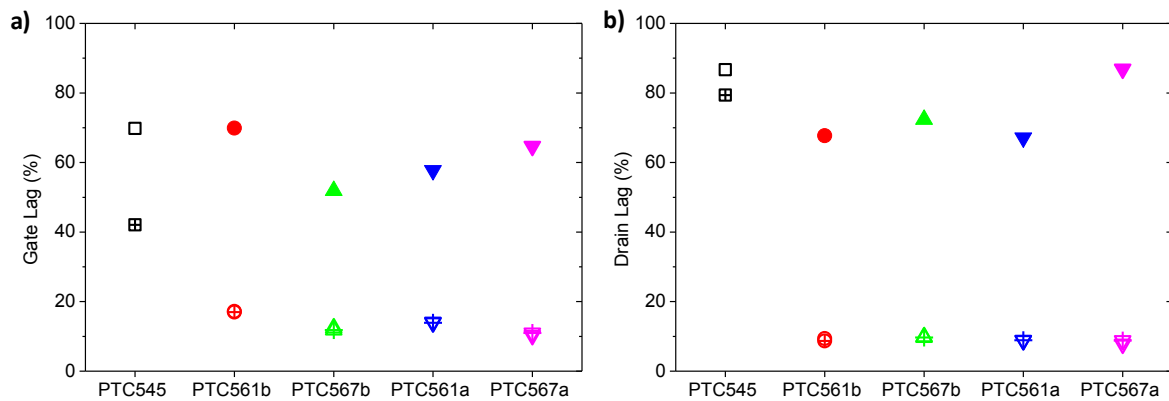 a)
100
80
60
40
20
0
Gate Lag (%)
PTC545 PTC561b PTC567b PTC561a PTC567a
b)
100
80
60
40
20
0
Drain Lag (%)
PTC545 PTC561b PTC567b PTC561a PTC567a